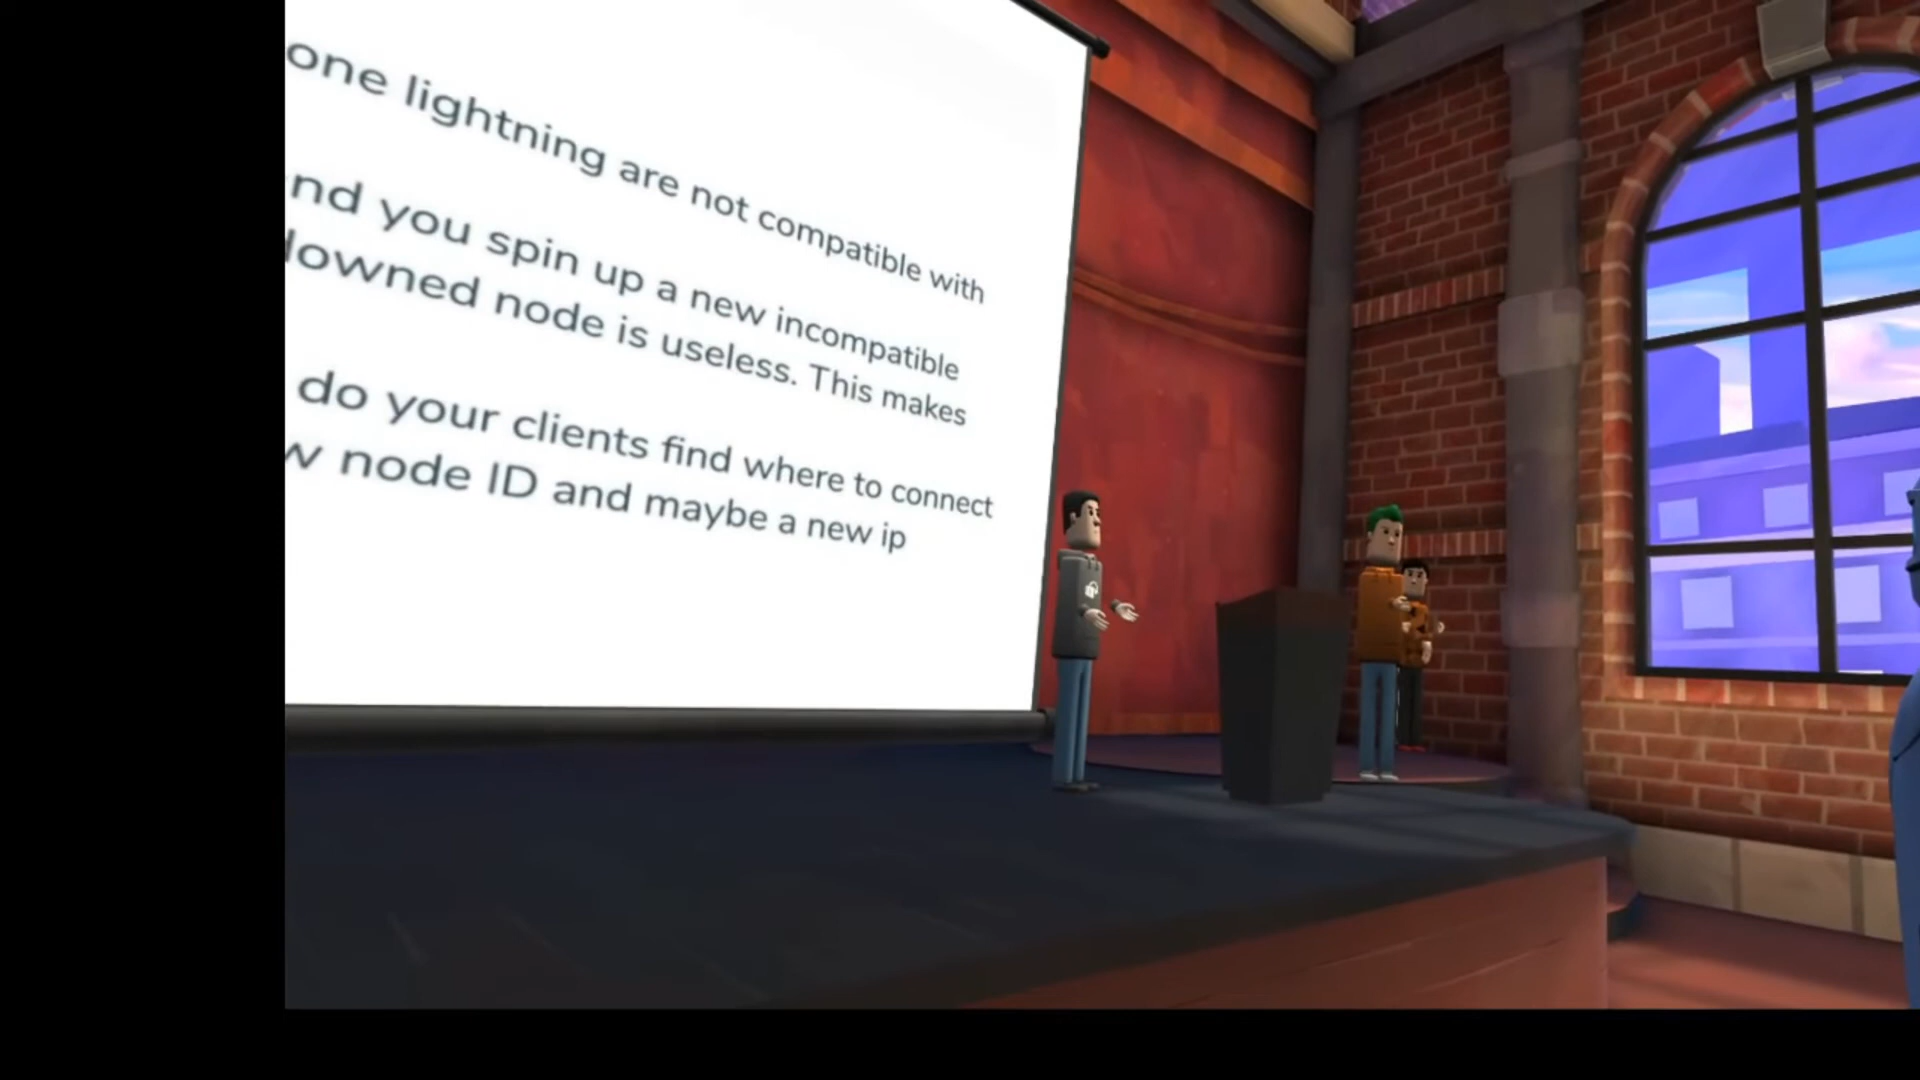 one lightning are not compatible with
nd you spin up a new incompatible
downed node is useless. This makes
do your clients find where to connect
w node ID and maybe a new ip